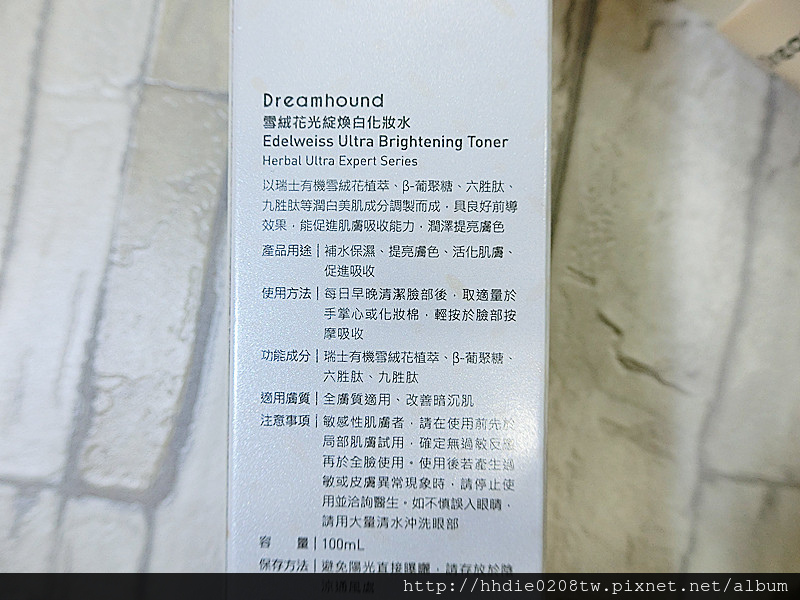 Dreamhound
雪絨花光綻煥白化妝水
Edelweiss Ultra Brightening Toner
Herbal Ultra Expert Series
以瑞士有機雪絨花植萃、β-葡聚糖、六胜肽、
九胜肽等潤白美肌成分調製而成，具良好前導
效果，能促進肌膚吸收能力，潤澤提亮膚色
產品用途|補水保濕、提亮膚色、活化肌膚、
促進吸收
使用方法|每日早晚清潔臉部後，取適量於
手掌心或化妝棉，輕按於臉部按
摩吸收
功能成分|瑞士有機雪絨花植萃、β-葡聚糖、
六胜肽、九胜肽
適用膚質|全膚質適用、改善暗沉肌
注意事項|敏感性肌膚者，請在使用前先於
局部肌膚試用，確定無過敏反應
再於全臉使用。使用後若產生過
敏或皮膚異常現象時，請停止使
用並洽詢醫生。如不慎誤入眼睛，
請用大量清水沖洗眼部
容 量|100mL
保存方法|避免陽光直接曝曬，請存放於陰
涼通風處
http://hhdie0208tw.pixnet.net/album